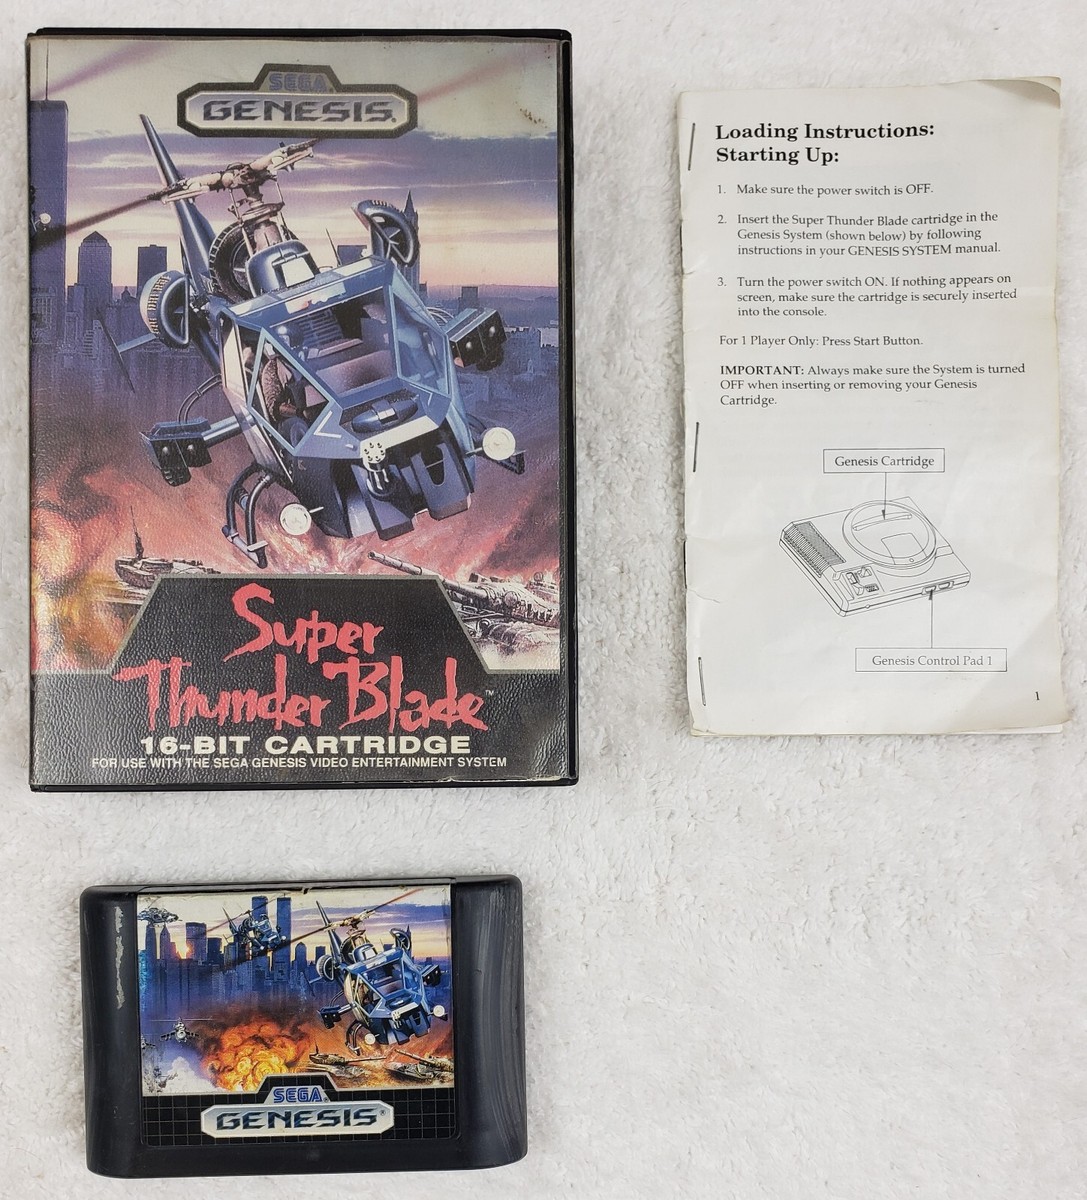 SEGA
GENESIS®
Super
Thunder Blade™
16-BIT CARTRIDGE
FOR USE WITH THE SEGA GENESIS VIDEO ENTERTAINMENT SYSTEM
Loading Instructions:
Starting Up:
1. Make sure the power switch is OFF.
2. Insert the Super Thunder Blade cartridge in the
Genesis System (shown below) by following
instructions in your GENESIS SYSTEM manual.
3. Turn the power switch ON. If nothing appears on
screen, make sure the cartridge is securely inserted
into the console.
For 1 Player Only: Press Start Button.
IMPORTANT: Always make sure the System is turned
OFF when inserting or removing your Genesis
Cartridge.
Genesis Cartridge
Genesis Control Pad 1
1
SEGA
GENESIS®